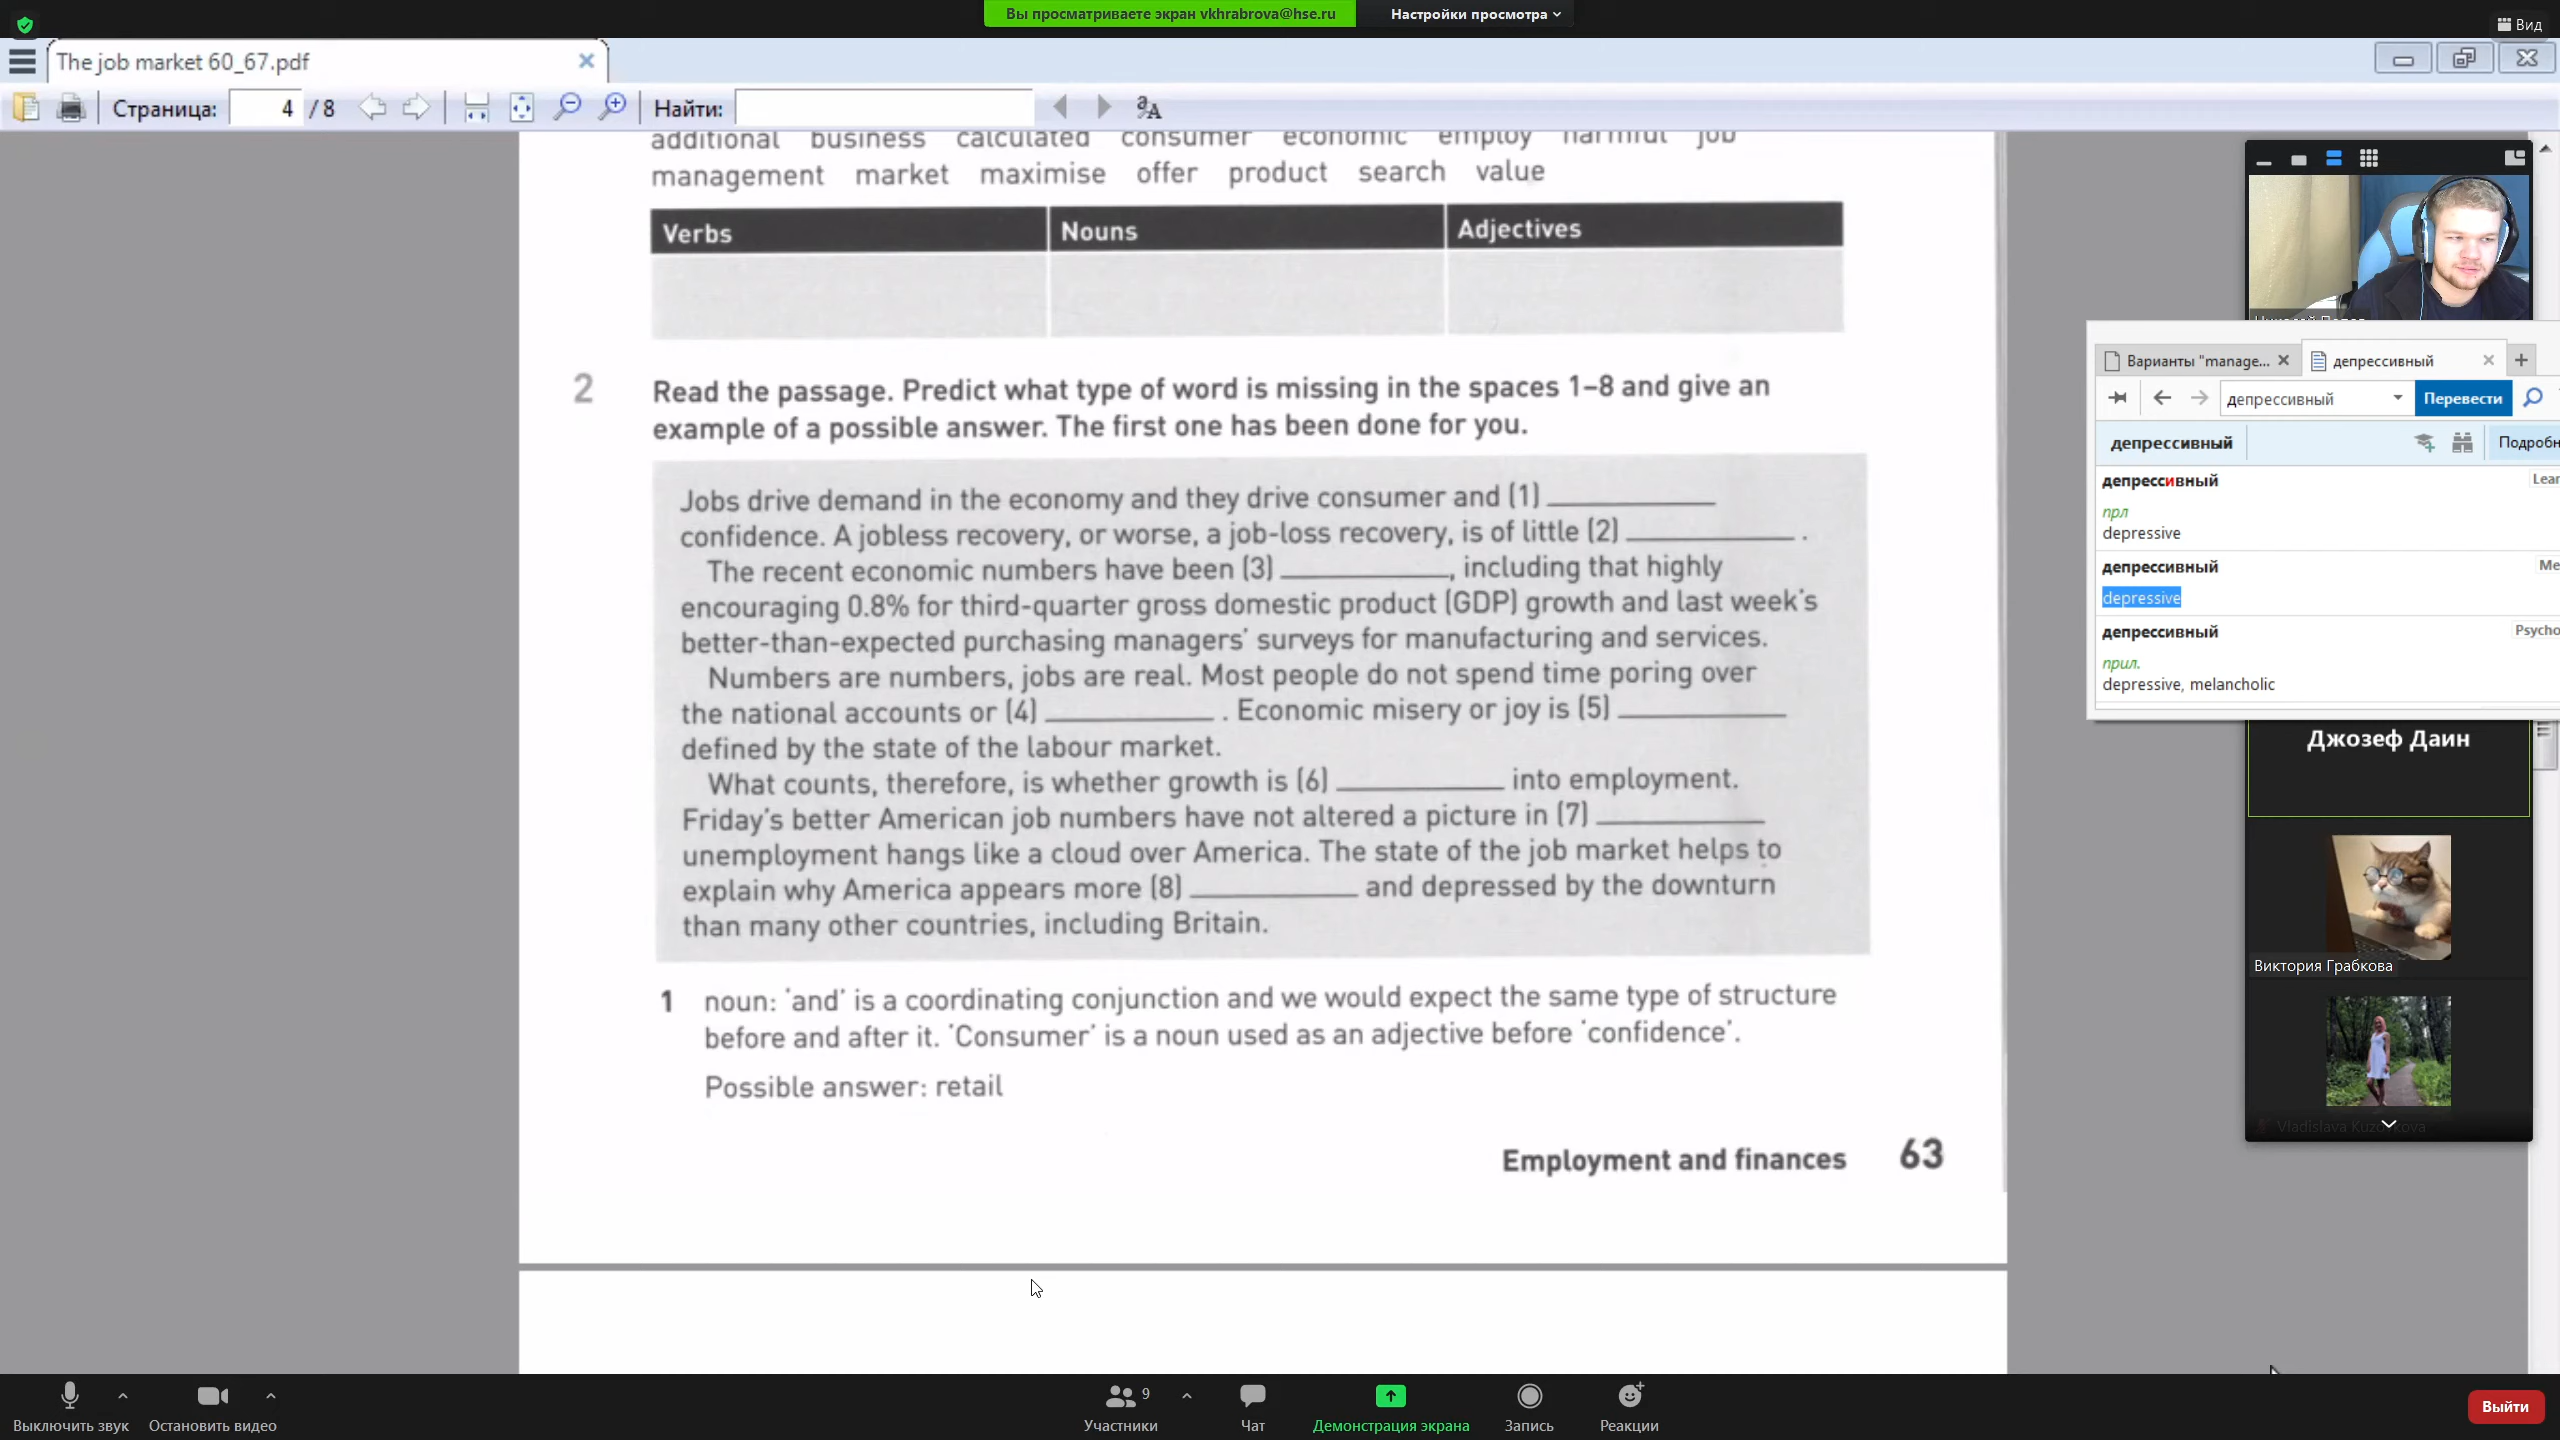 Вы просматриваете экран vkhrabrova@hse.ru
Настройки просмотра
Вид
The job market 60_67.pdf
Страница: 4 / 8
Найти:
additional business calculated consumer economic employ harmful job
management market maximise offer product search value
Verbs Nouns Adjectives
2 Read the passage. Predict what type of word is missing in the spaces 1–8 and give an
example of a possible answer. The first one has been done for you.
Jobs drive demand in the economy and they drive consumer and (1) ____________
confidence. A jobless recovery, or worse, a job-loss recovery, is of little (2) ____________ .
The recent economic numbers have been (3) ____________, including that highly
encouraging 0.8% for third-quarter gross domestic product (GDP) growth and last week's
better-than-expected purchasing managers' surveys for manufacturing and services.
Numbers are numbers, jobs are real. Most people do not spend time poring over
the national accounts or (4) ____________ . Economic misery or joy is (5) ____________
defined by the state of the labour market.
What counts, therefore, is whether growth is (6) ____________ into employment.
Friday's better American job numbers have not altered a picture in (7) ____________
unemployment hangs like a cloud over America. The state of the job market helps to
explain why America appears more (8) ____________ and depressed by the downturn
than many other countries, including Britain.
1 noun: 'and' is a coordinating conjunction and we would expect the same type of structure
before and after it. 'Consumer' is a noun used as an adjective before 'confidence'.
Possible answer: retail
Employment and finances 63
Варианты "manage...
депрессивный
депрессивный
Перевести
депрессивный
Подробн
депрессивный Lear
прл
depressive
депрессивный Me
depressive
депрессивный Psycho
прил.
depressive, melancholic
Джозеф Даин
Виктория Грабкова
Выключить звук
Остановить видео
9
Участники
Чат
Демонстрация экрана
Запись
Реакции
Выйти